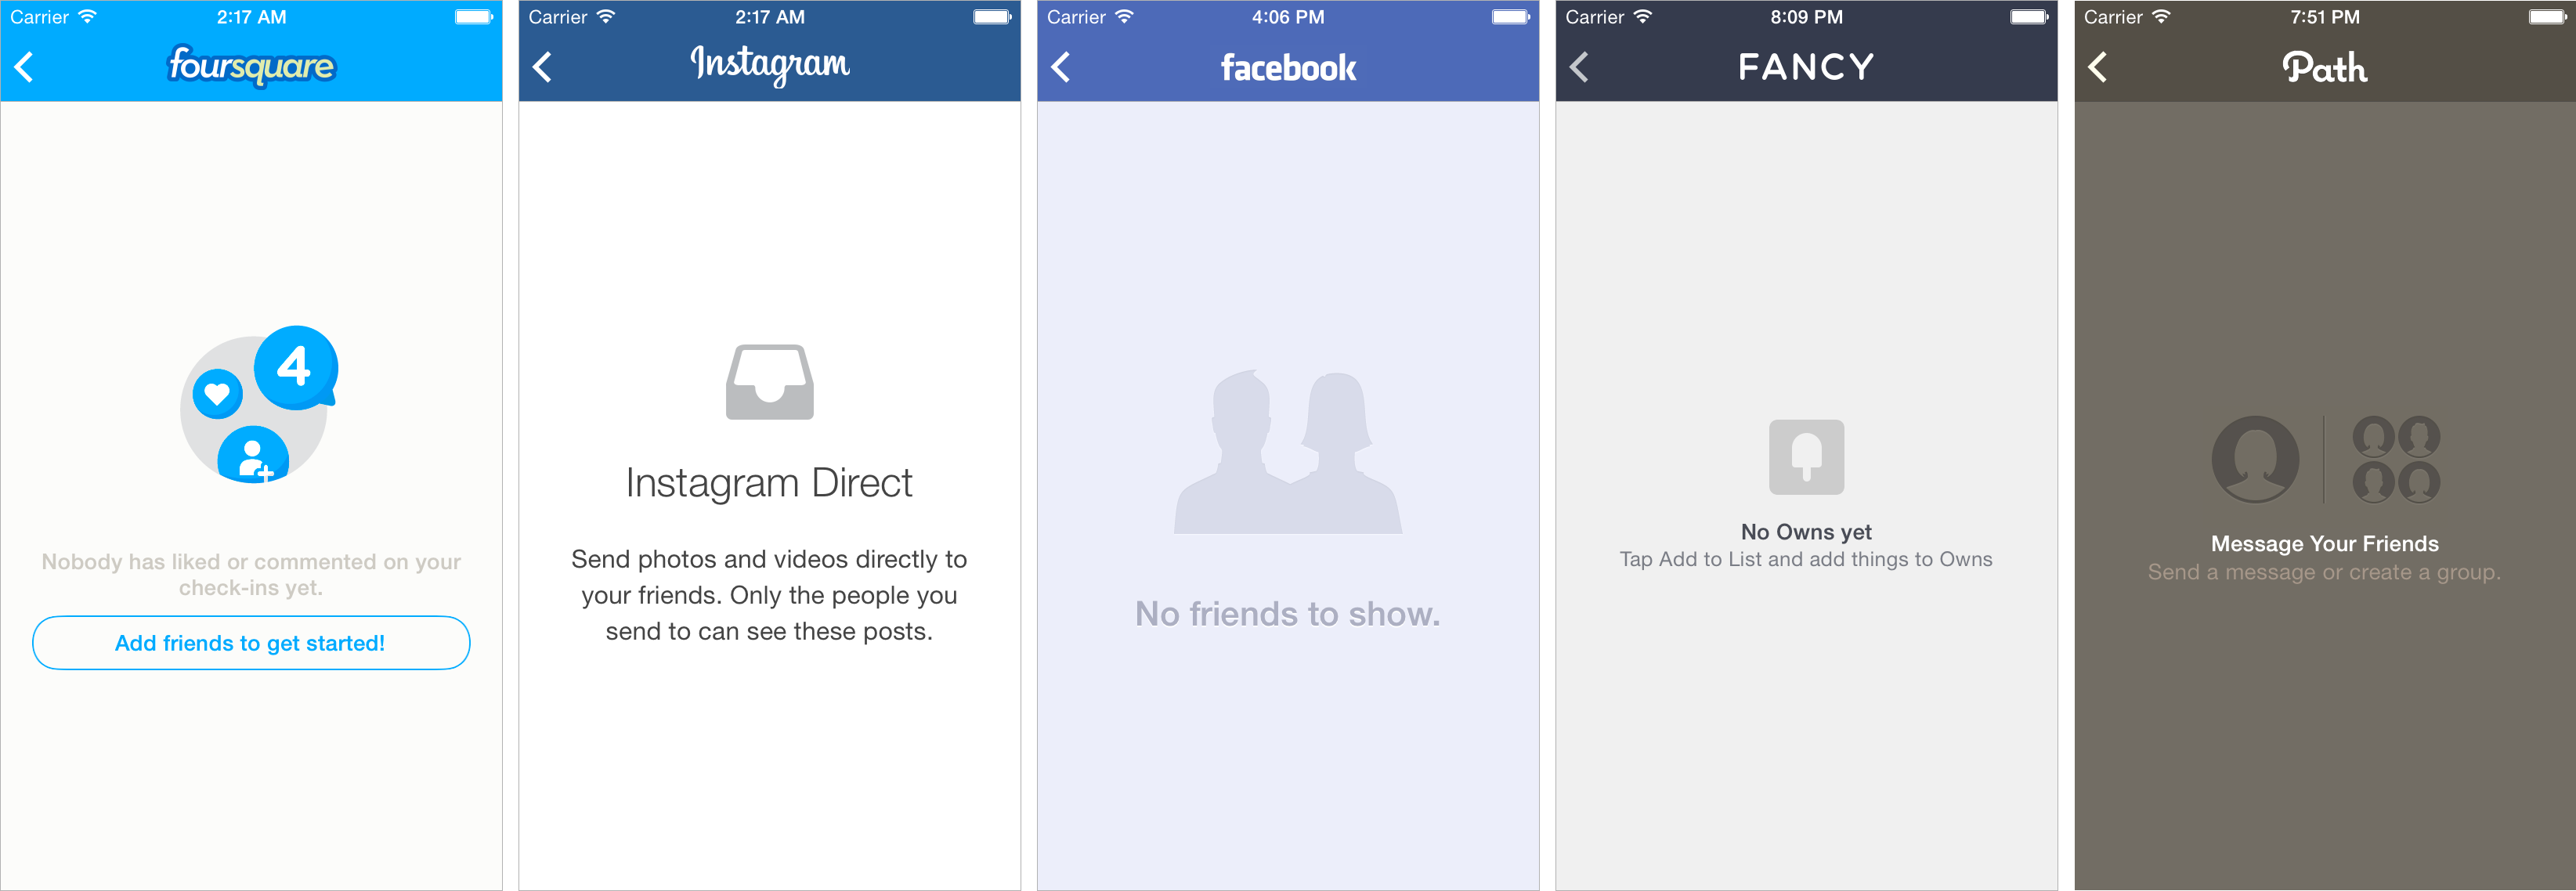 Carrier 2:17 AM
foursquare
4
Nobody has liked or commented on your
check-ins yet.
Add friends to get started!
Carrier 2:17 AM
Instagram
Instagram Direct
Send photos and videos directly to
your friends. Only the people you
send to can see these posts.
Carrier 4:06 PM
facebook
No friends to show.
Carrier 8:09 PM
FANCY
No Owns yet
Tap Add to List and add things to Owns
Carrier 7:51 PM
Path
Message Your Friends
Send a message or create a group.